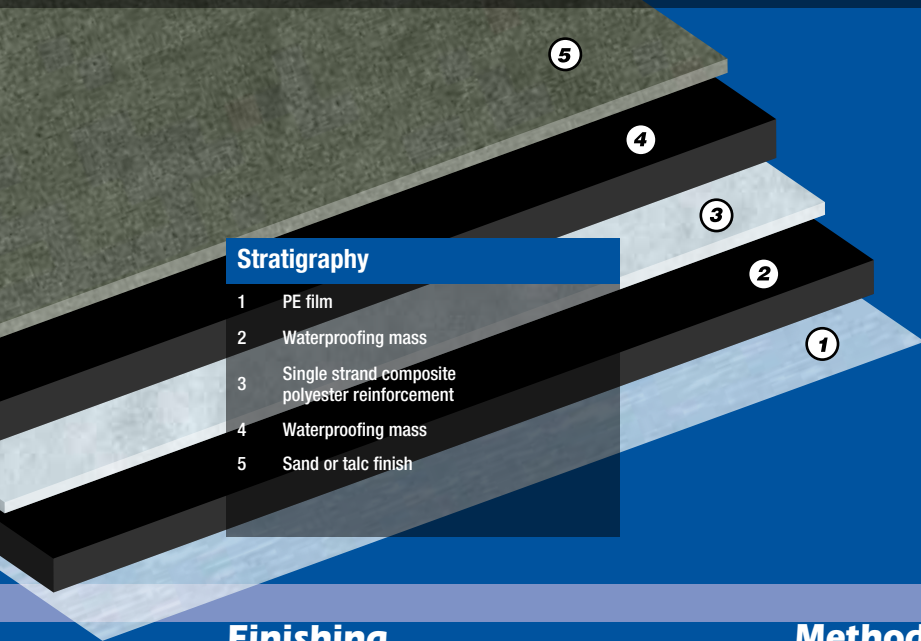 5
4
3
2
1
Stratigraphy
1 PE film
2 Waterproofing mass
3 Single strand composite
polyester reinforcement
4 Waterproofing mass
5 Sand or talc finish
Finishing
Method